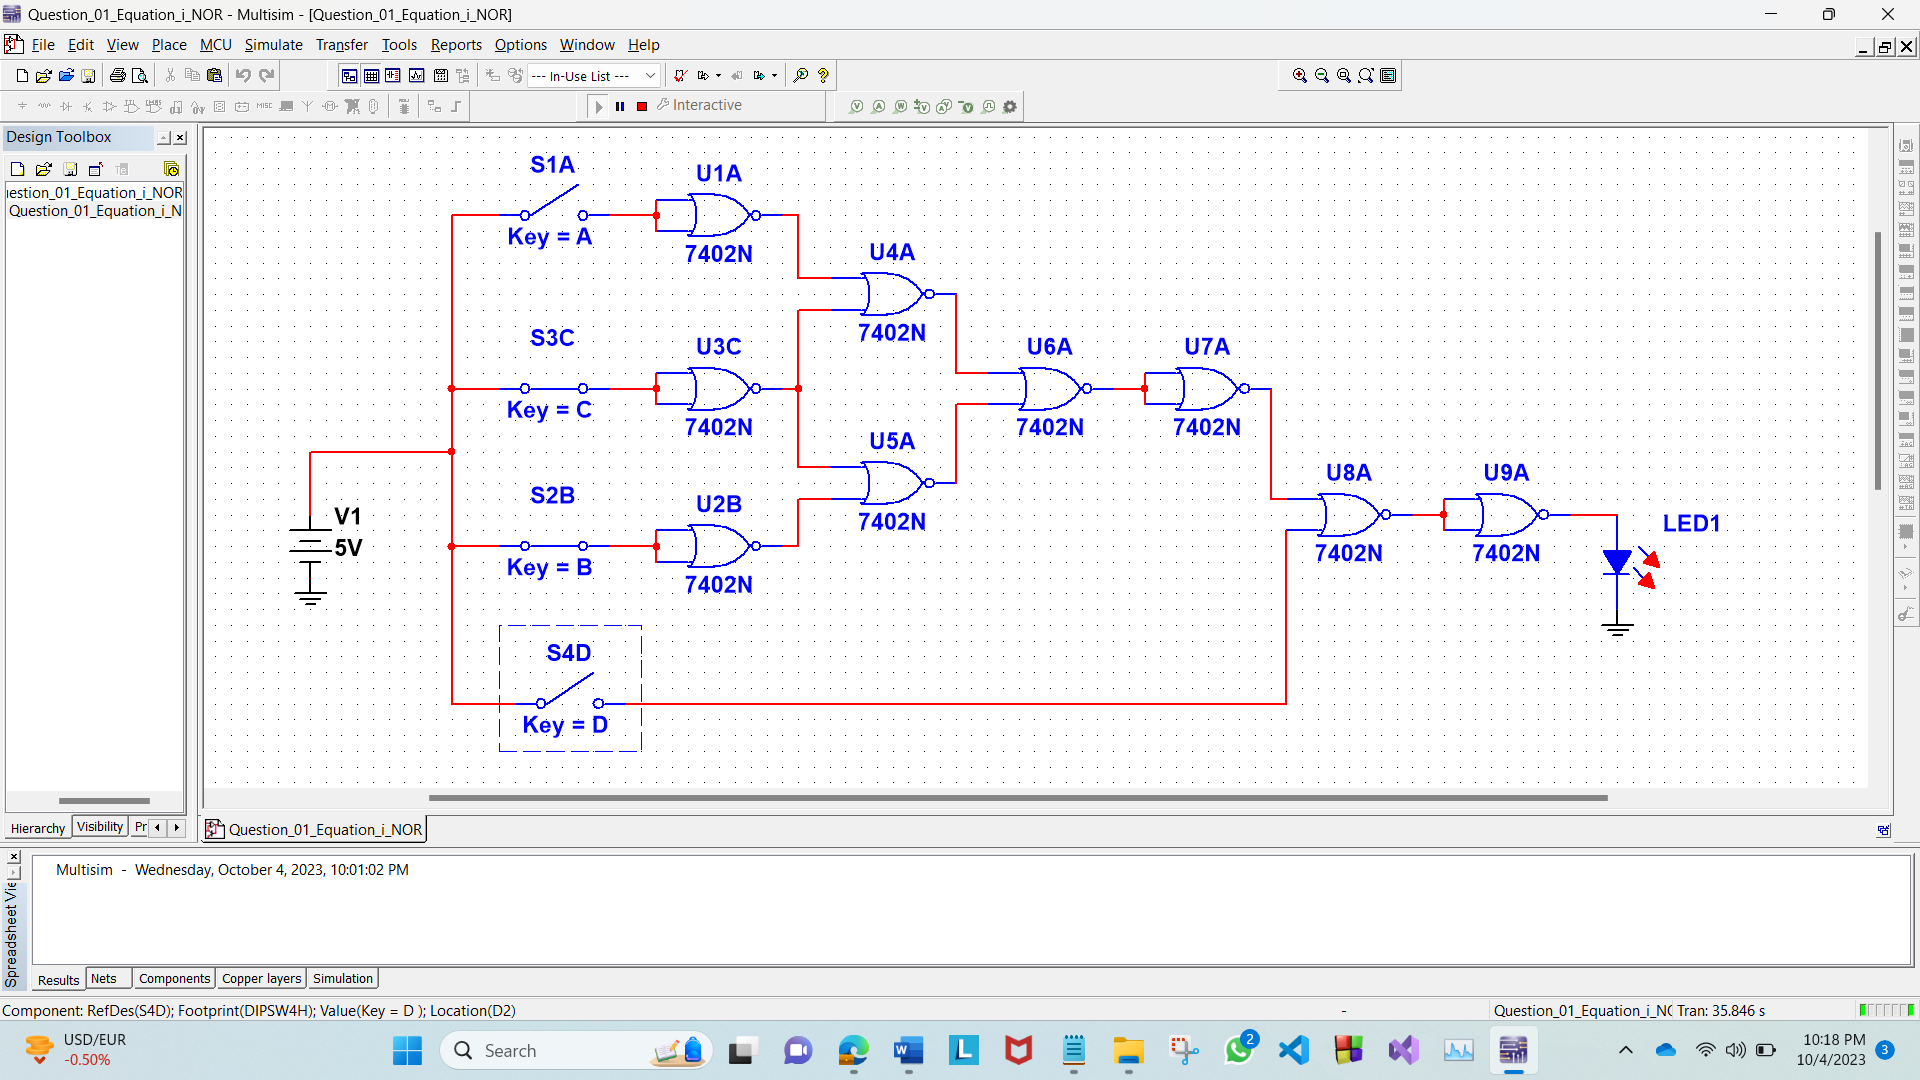 Question_01_Equation_i_NOR - Multisim - [Question_01_Equation_i_NOR]
File Edit View Place MCU Simulate Transfer Tools Reports Options Window Help
--- In-Use List ---
Interactive
Design Toolbox
Question_01_Equation_i_N
S1A
Key = A
U1A
7402N
U4A
7402N
S3C
Key = C
U3C
7402N
U6A
7402N
U7A
7402N
U5A
7402N
S2B
Key = B
U2B
7402N
V1
5V
U8A
7402N
U9A
7402N
LED1
S4D
Key = D
Hierarchy Visibility Pr
Question_01_Equation_i_NOR
Multisim - Wednesday, October 4, 2023, 10:01:02 PM
Spreadsheet Vie
Results Nets Components Copper layers Simulation
Component: RefDes(S4D); Footprint(DIPSW4H); Value(Key = D ); Location(D2)
-
Question_01_Equation_i_NO Tran: 35.846 s
USD/EUR
-0.50%
Search
2
10:18 PM
10/4/2023
3